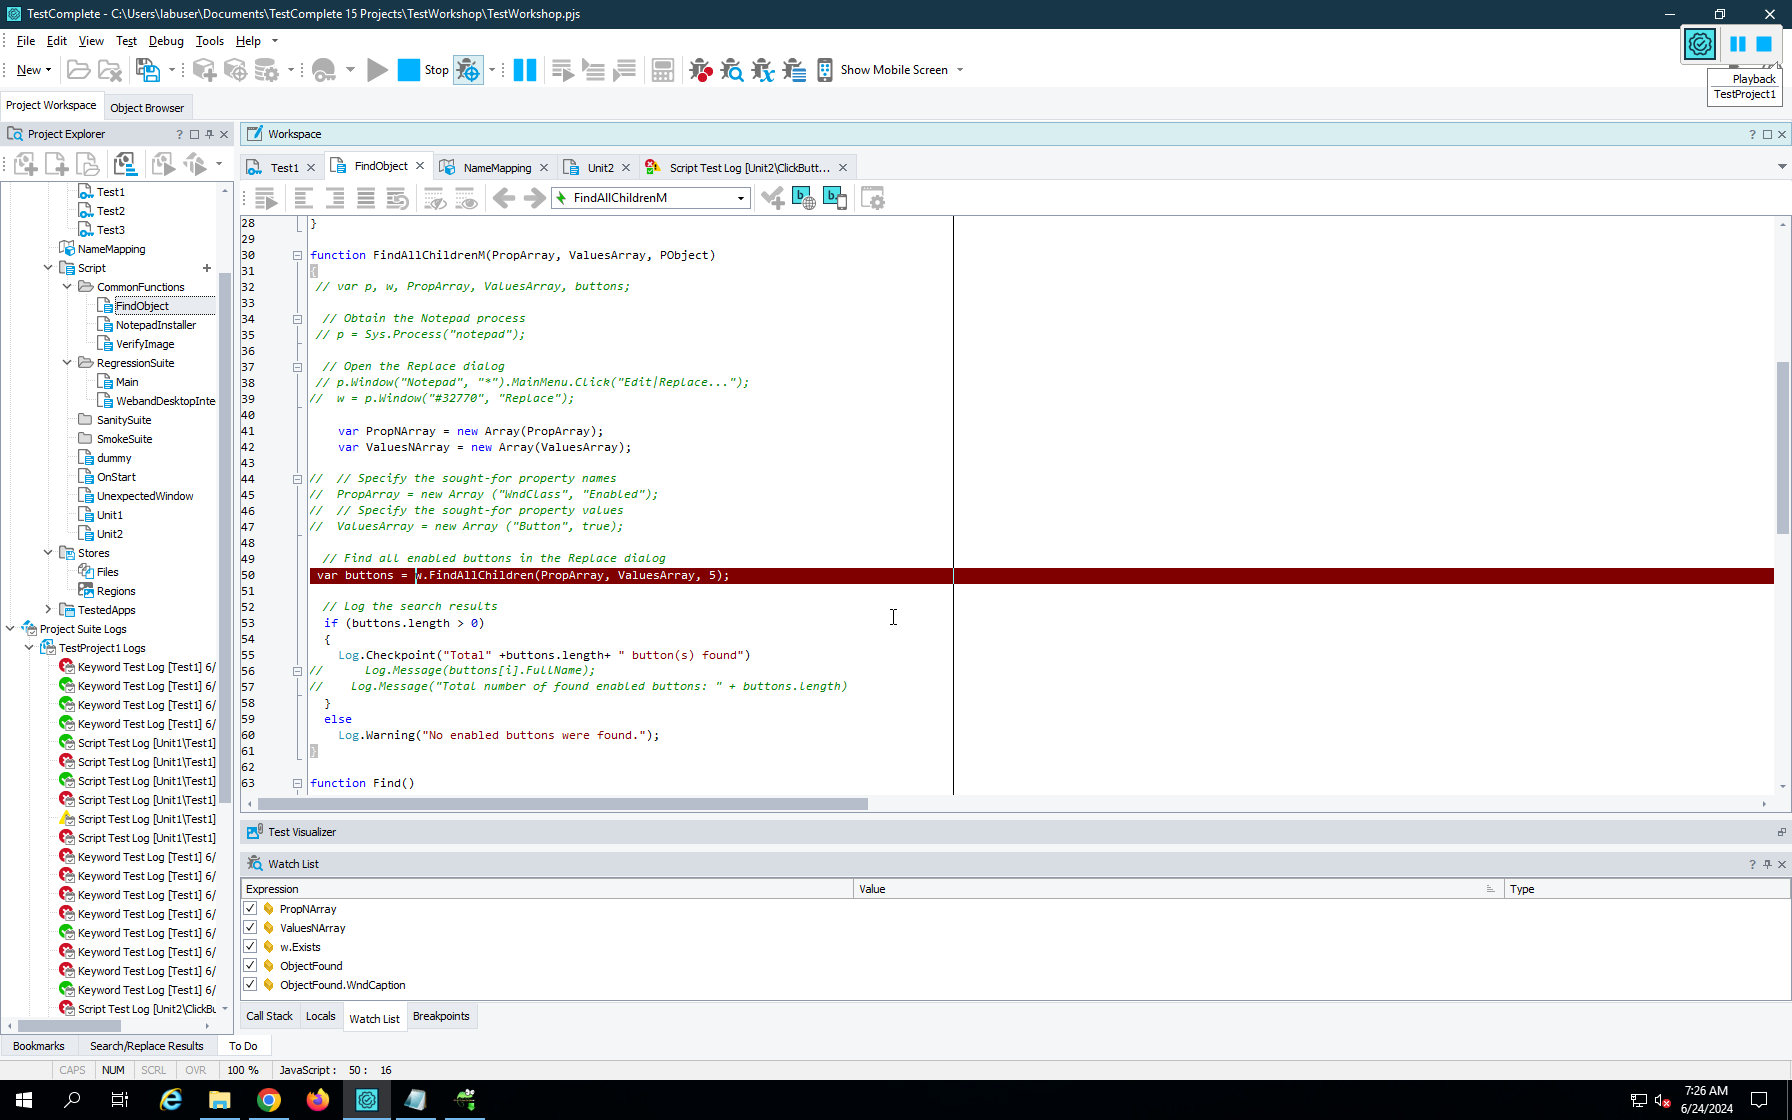 TestComplete - C:\Users\labuser\Documents\TestComplete 15 Projects\TestWorkshop\TestWorkshop.pjs
File Edit View Test Debug Tools Help
New Stop Show Mobile Screen
Playback
TestProject1
Project Workspace Object Browser
Project Explorer
Test1
Test2
Test3
NameMapping
Script
CommonFunctions
FindObject
NotepadInstaller
VerifyImage
RegressionSuite
Main
WebandDesktopInte
SanitySuite
SmokeSuite
dummy
OnStart
UnexpectedWindow
Unit1
Unit2
Stores
Files
Regions
TestedApps
Project Suite Logs
TestProject1 Logs
Keyword Test Log [Test1] 6/
Keyword Test Log [Test1] 6/
Keyword Test Log [Test1] 6/
Keyword Test Log [Test1] 6/
Script Test Log [Unit1\Test1]
Script Test Log [Unit1\Test1]
Script Test Log [Unit1\Test1]
Script Test Log [Unit1\Test1]
Script Test Log [Unit1\Test1]
Script Test Log [Unit1\Test1]
Keyword Test Log [Test1] 6/
Keyword Test Log [Test1] 6/
Keyword Test Log [Test1] 6/
Keyword Test Log [Test1] 6/
Keyword Test Log [Test1] 6/
Keyword Test Log [Test1] 6/
Keyword Test Log [Test1] 6/
Keyword Test Log [Test1] 6/
Script Test Log [Unit2\ClickBu
Workspace
Test1 FindObject NameMapping Unit2 Script Test Log [Unit2\ClickButt...
FindAllChildrenM
28 }
29
30 function FindAllChildrenM(PropArray, ValuesArray, PObject)
31 {
32 // var p, w, PropArray, ValuesArray, buttons;
33
34 // Obtain the Notepad process
35 // p = Sys.Process("notepad");
36
37 // Open the Replace dialog
38 // p.Window("Notepad", "*").MainMenu.Click("Edit|Replace...");
39 // w = p.Window("#32770", "Replace");
40
41 var PropNArray = new Array(PropArray);
42 var ValuesNArray = new Array(ValuesArray);
43
44 // // Specify the sought-for property names
45 // PropArray = new Array ("WndClass", "Enabled");
46 // // Specify the sought-for property values
47 // ValuesArray = new Array ("Button", true);
48
49 // Find all enabled buttons in the Replace dialog
50 var buttons = w.FindAllChildren(PropArray, ValuesArray, 5);
51
52 // Log the search results
53 if (buttons.length > 0)
54 {
55 Log.Checkpoint("Total" +buttons.length+ " button(s) found")
56 // Log.Message(buttons[i].FullName);
57 // Log.Message("Total number of found enabled buttons: " + buttons.length)
58 }
59 else
60 Log.Warning("No enabled buttons were found.");
61 }
62
63 function Find()
Test Visualizer
Watch List
Expression Value Type
PropNArray
ValuesNArray
w.Exists
ObjectFound
ObjectFound.WndCaption
Call Stack Locals Watch List Breakpoints
Bookmarks Search/Replace Results To Do
CAPS NUM SCRL OVR 100 % JavaScript : 50 : 16
7:26 AM
6/24/2024